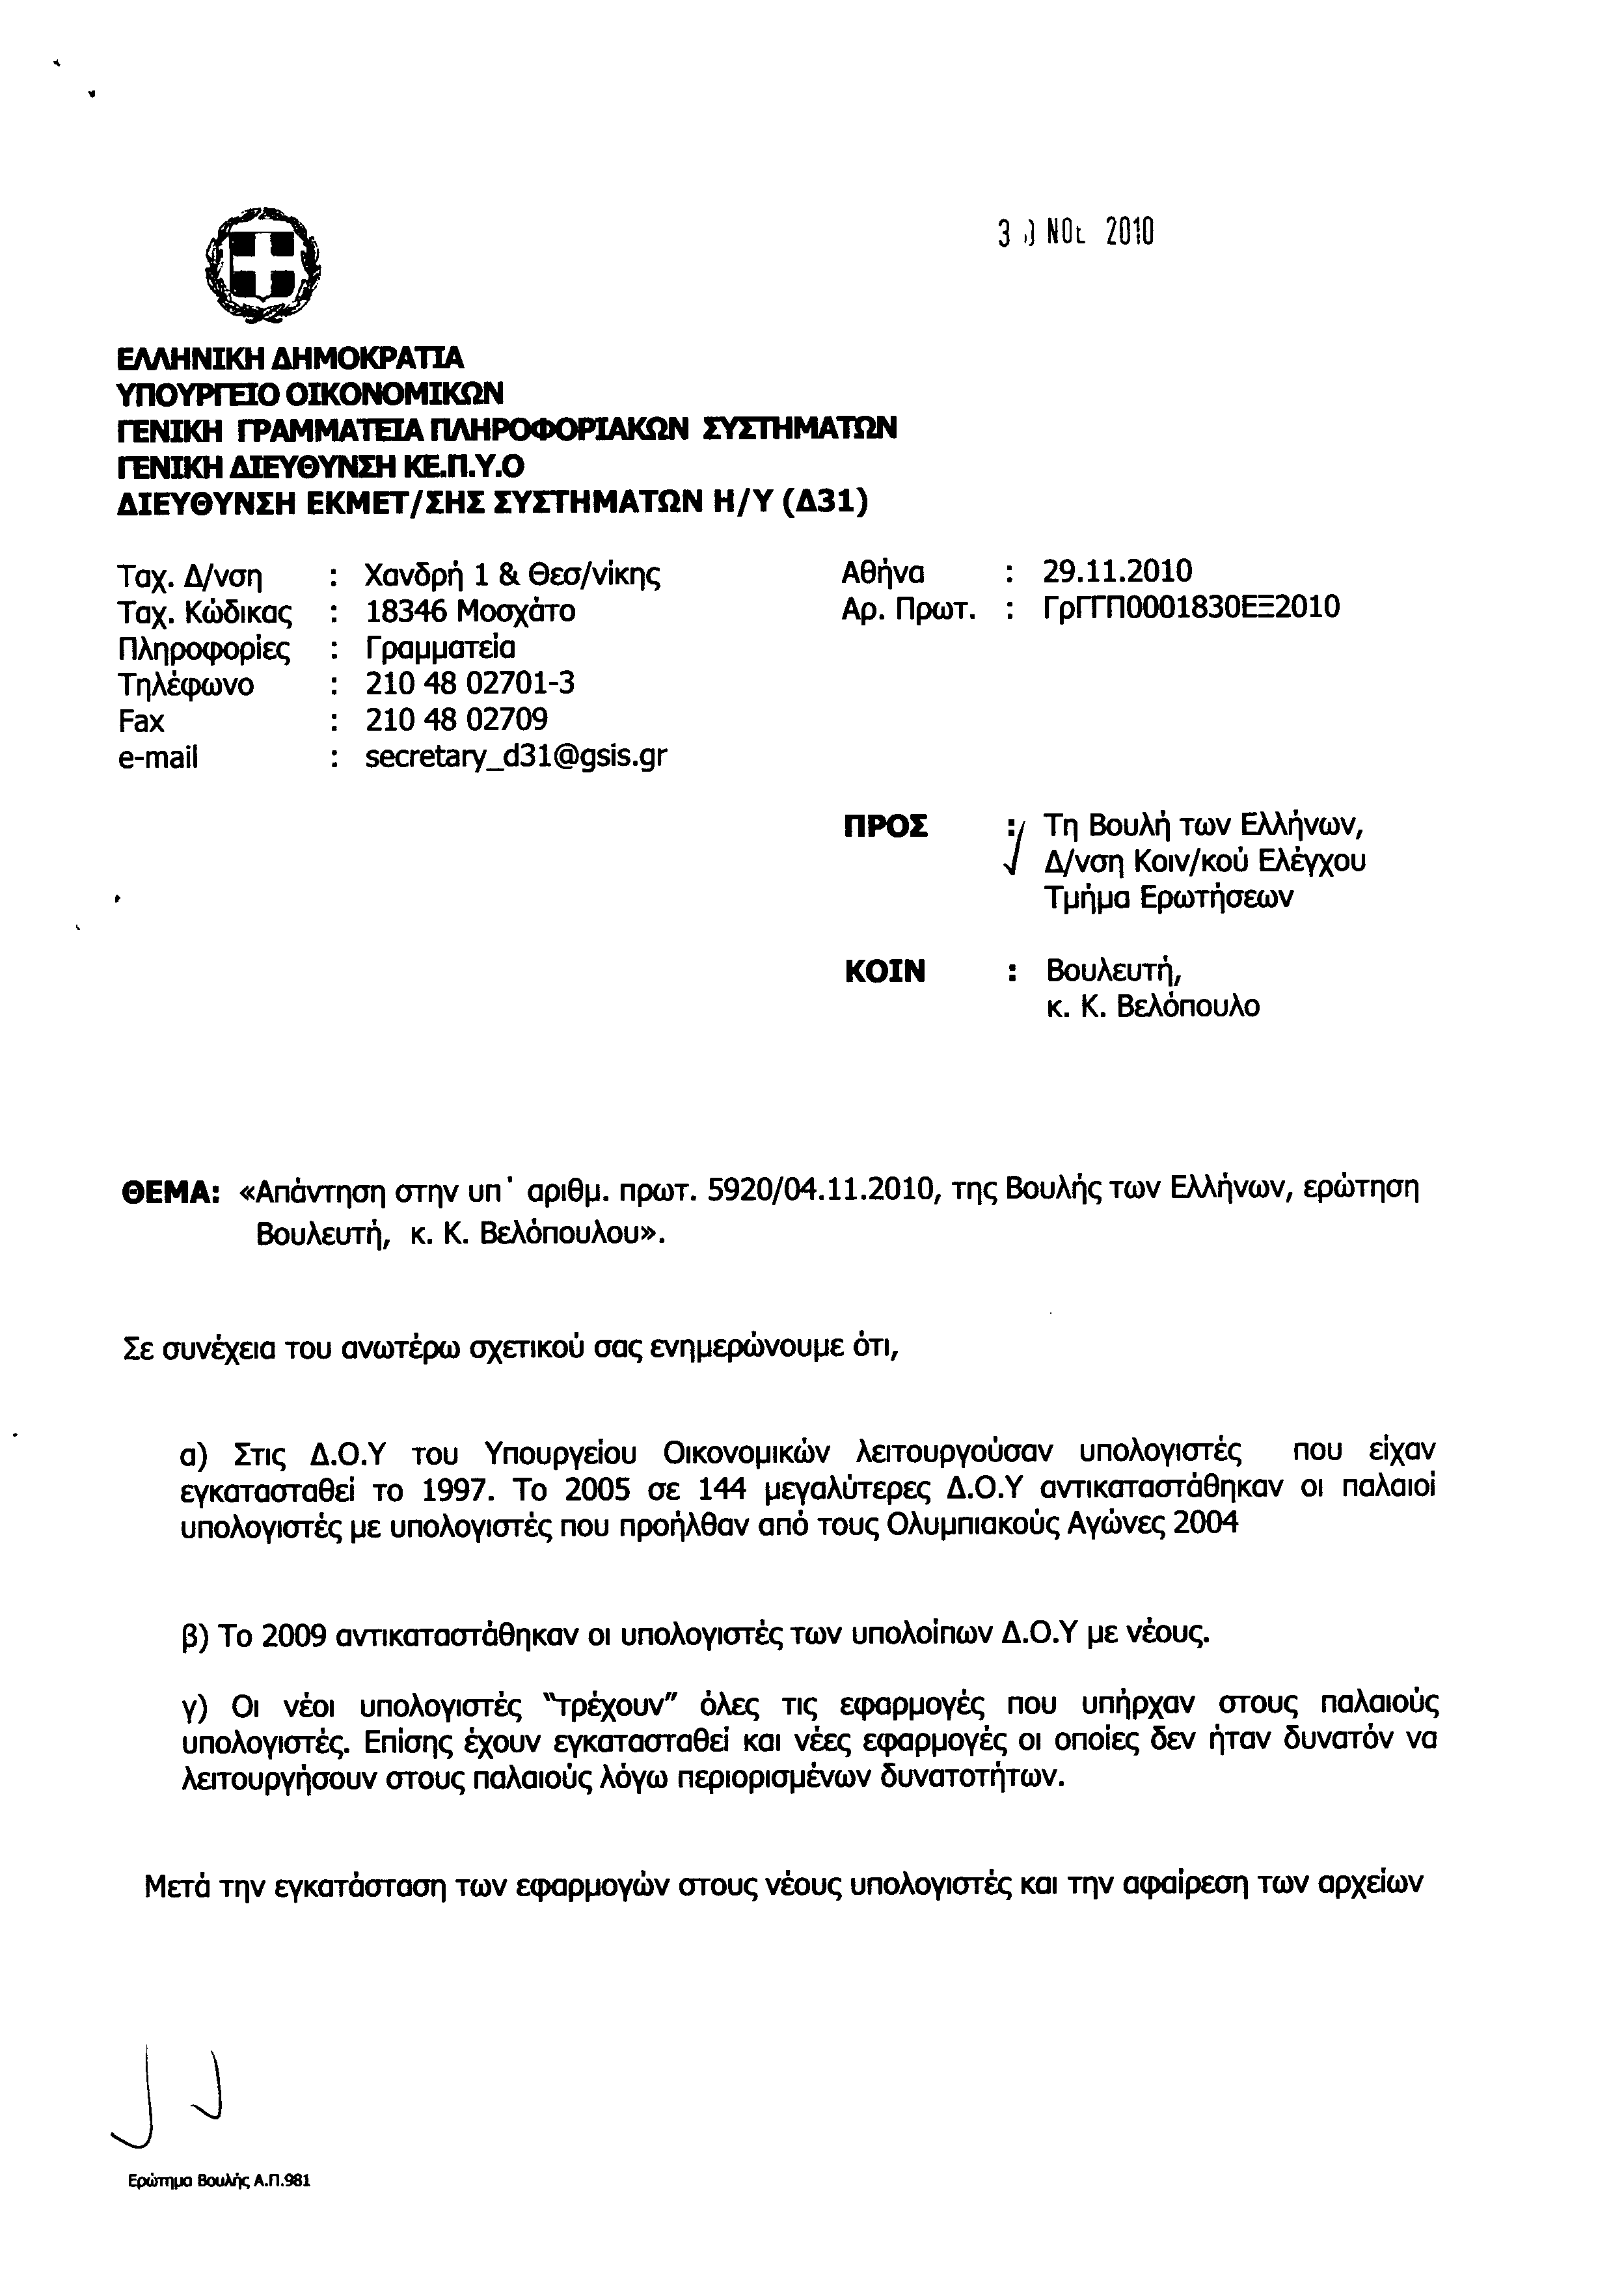 3 0 ΝΟΕ 2010
ΕΛΛΗΝΙΚΗ ΔΗΜΟΚΡΑΤΙΑ
ΥΠΟΥΡΓΕΙΟ ΟΙΚΟΝΟΜΙΚΩΝ
ΓΕΝΙΚΗ ΓΡΑΜΜΑΤΕΙΑ ΠΛΗΡΟΦΟΡΙΑΚΩΝ ΣΥΣΤΗΜΑΤΩΝ
ΓΕΝΙΚΗ ΔΙΕΥΘΥΝΣΗ ΚΕ.Π.Υ.Ο
ΔΙΕΥΘΥΝΣΗ ΕΚΜΕΤ/ΣΗΣ ΣΥΣΤΗΜΑΤΩΝ Η/Υ (Δ31)
Ταχ. Δ/νση : Χανδρή 1 & Θεσ/νίκης
Ταχ. Κώδικας : 18346 Μοσχάτο
Πληροφορίες : Γραμματεία
Τηλέφωνο : 210 48 02701-3
Fax : 210 48 02709
e-mail : secretary_d31@gsis.gr
Αθήνα : 29.11.2010
Αρ. Πρωτ. : ΓρΓΓΠ0001830ΕΞ2010
ΠΡΟΣ : Τη Βουλή των Ελλήνων,
Δ/νση Κοιν/κού Ελέγχου
Τμήμα Ερωτήσεων
ΚΟΙΝ : Βουλευτή,
κ. Κ. Βελόπουλο
ΘΕΜΑ: «Απάντηση στην υπ' αριθμ. πρωτ. 5920/04.11.2010, της Βουλής των Ελλήνων, ερώτηση
Βουλευτή, κ. Κ. Βελόπουλου».
Σε συνέχεια του ανωτέρω σχετικού σας ενημερώνουμε ότι,
α) Στις Δ.Ο.Υ του Υπουργείου Οικονομικών λειτουργούσαν υπολογιστές που είχαν
εγκατασταθεί το 1997. Το 2005 σε 144 μεγαλύτερες Δ.Ο.Υ αντικαταστάθηκαν οι παλαιοί
υπολογιστές με υπολογιστές που προήλθαν από τους Ολυμπιακούς Αγώνες 2004
β) Το 2009 αντικαταστάθηκαν οι υπολογιστές των υπολοίπων Δ.Ο.Υ με νέους.
γ) Οι νέοι υπολογιστές "τρέχουν" όλες τις εφαρμογές που υπήρχαν στους παλαιούς
υπολογιστές. Επίσης έχουν εγκατασταθεί και νέες εφαρμογές οι οποίες δεν ήταν δυνατόν να
λειτουργήσουν στους παλαιούς λόγω περιορισμένων δυνατοτήτων.
Μετά την εγκατάσταση των εφαρμογών στους νέους υπολογιστές και την αφαίρεση των αρχείων
Ερώτημα Βουλής Α.Π.981